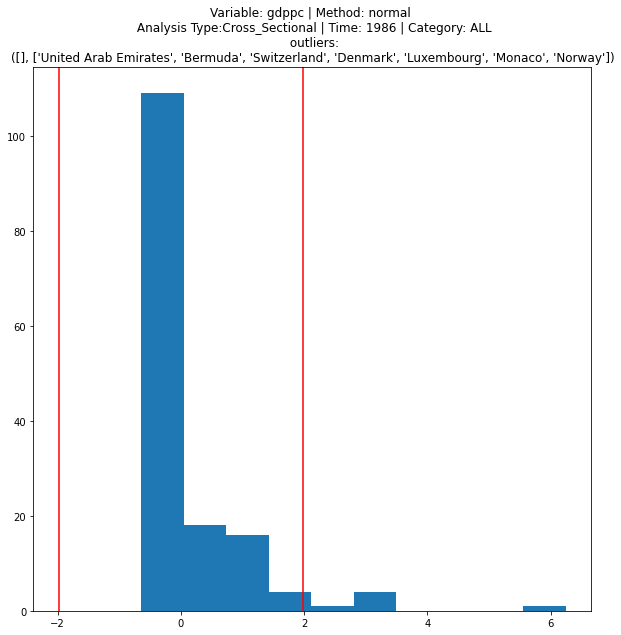 Variable: gdppc | Method: normal
Analysis Type:Cross_Sectional | Time: 1986 | Category: ALL
outliers:
([], ['United Arab Emirates', 'Bermuda', 'Switzerland', 'Denmark', 'Luxembourg', 'Monaco', 'Norway'])
100
80
60
40
20
0
−2
0
2
4
6